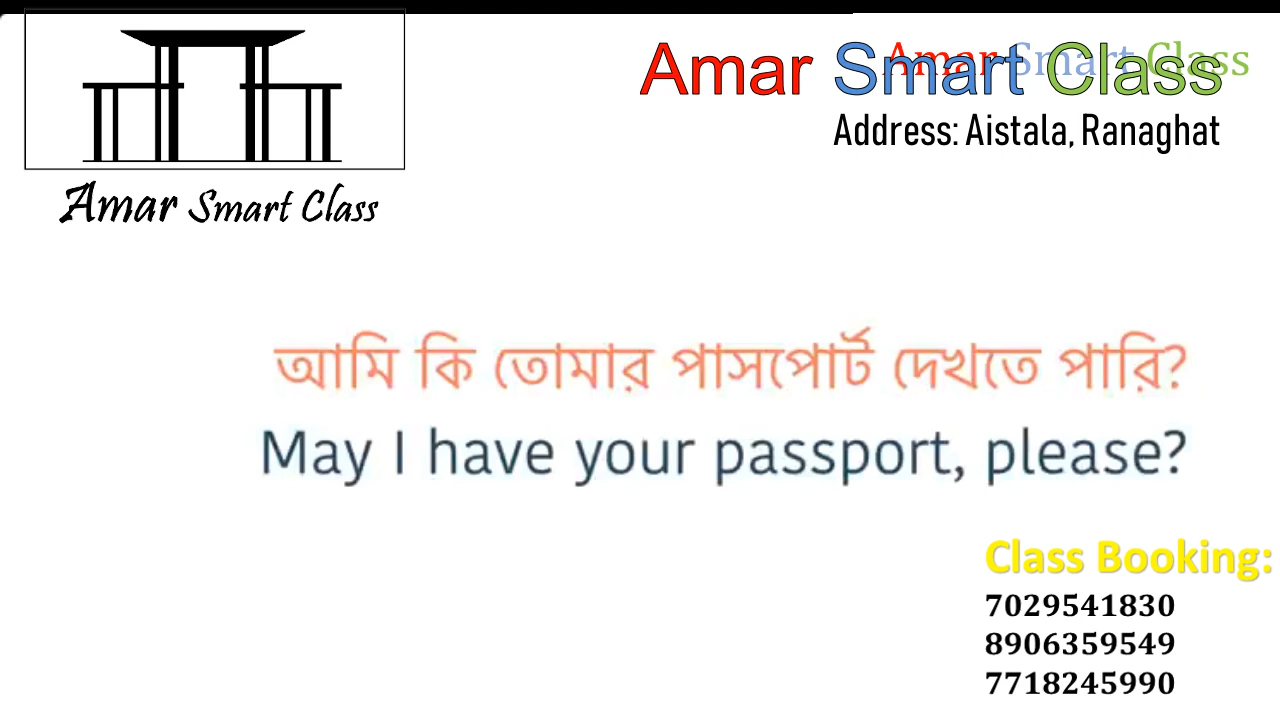 Amar Smart Class
Amar Smart Class
Address: Aistala, Ranaghat
Amar Smart Class
আমি কি তোমার পাসপোর্ট দেখতে পারি?
May I have your passport, please?
Class Booking:
7029541830
8906359549
7718245990